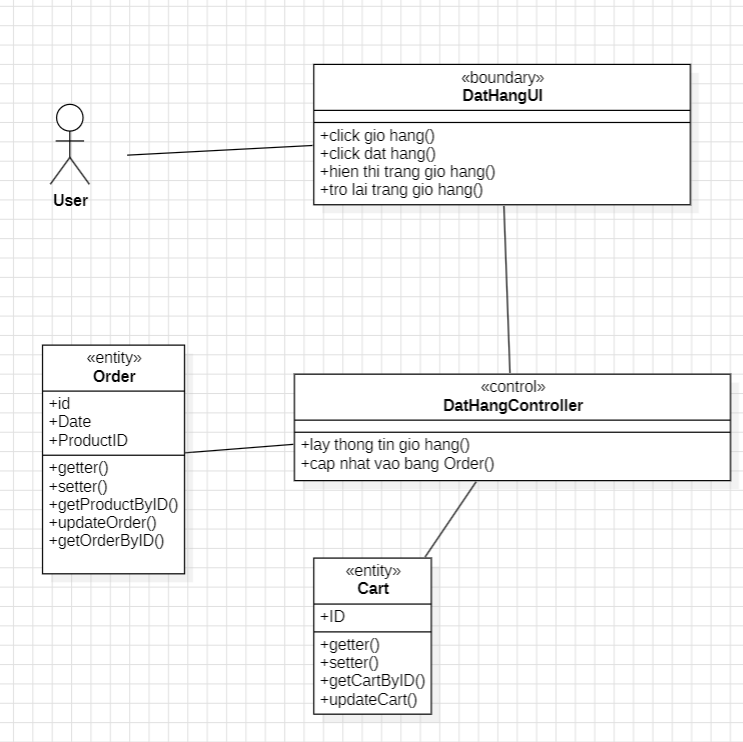 «boundary»
DatHangUI
+click gio hang()
+click dat hang()
+hien thi trang gio hang()
+tro lai trang gio hang()
User
«entity»
Order
+id
+Date
+ProductID
+getter()
+setter()
+getProductByID()
+updateOrder()
+getOrderByID()
«control»
DatHangController
+lay thong tin gio hang()
+cap nhat vao bang Order()
«entity»
Cart
+ID
+getter()
+setter()
+getCartByID()
+updateCart()